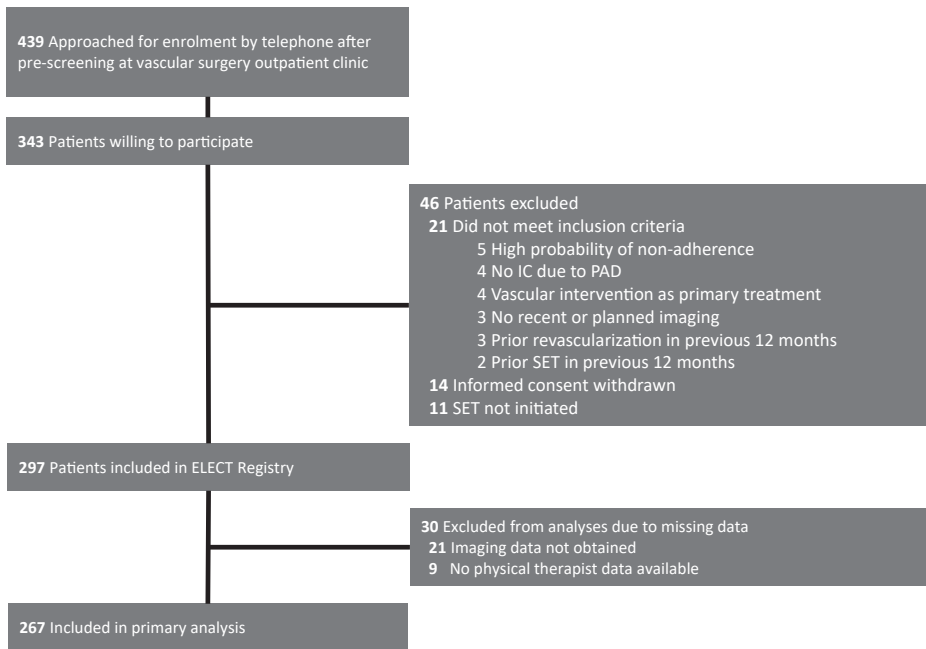 439 Approached for enrolment by telephone after
pre-screening at vascular surgery outpatient clinic
343 Patients willing to participate
46 Patients excluded
21 Did not meet inclusion criteria
5 High probability of non-adherence
4 No IC due to PAD
4 Vascular intervention as primary treatment
3 No recent or planned imaging
3 Prior revascularization in previous 12 months
2 Prior SET in previous 12 months
14 Informed consent withdrawn
11 SET not initiated
297 Patients included in ELECT Registry
30 Excluded from analyses due to missing data
21 Imaging data not obtained
9 No physical therapist data available
267 Included in primary analysis